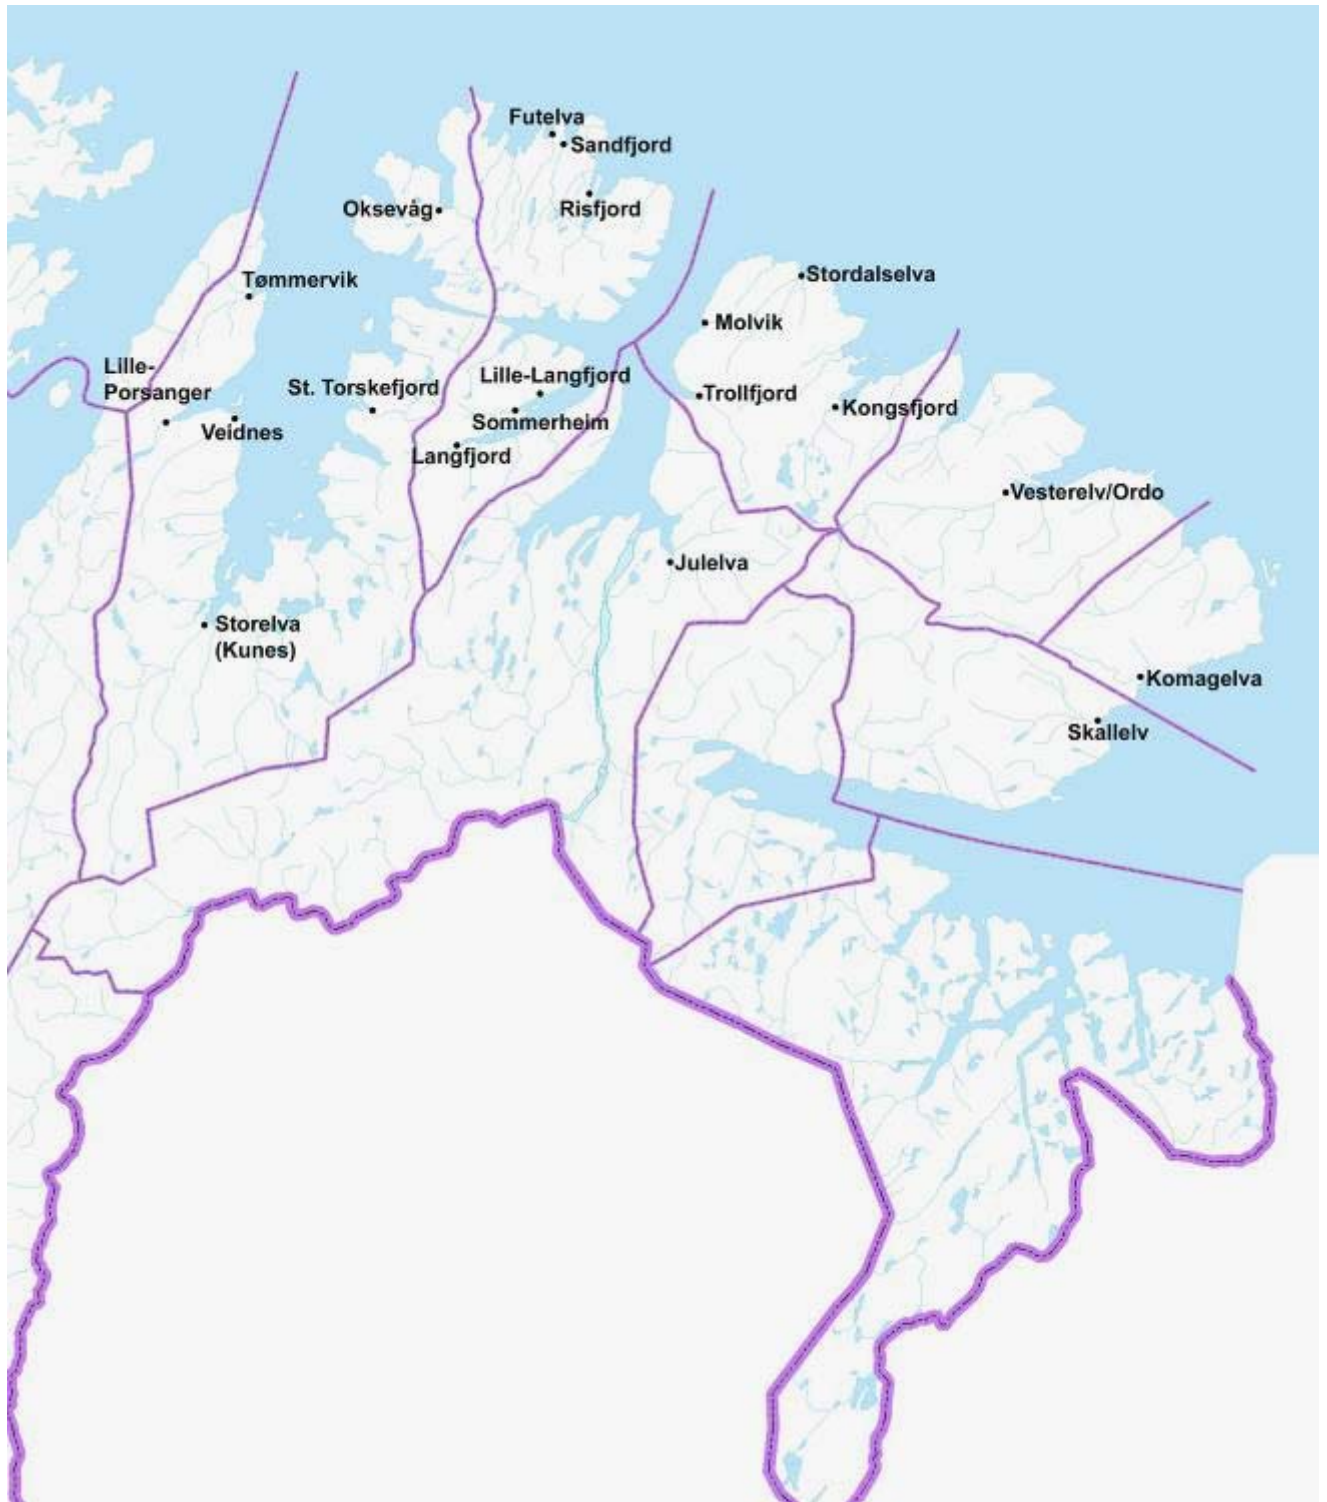 Futelva
Sandfjord
Oksevåg
Risfjord
Tømmervik
Stordalselva
Molvik
Lille-
Porsanger
St. Torskefjord
Lille-Langfjord
Trollfjord
Kongsfjord
Veidnes
Sommerheim
Langfjord
Vesterelv/Ordo
Julelva
Storelva
(Kunes)
Komagelva
Skallelv